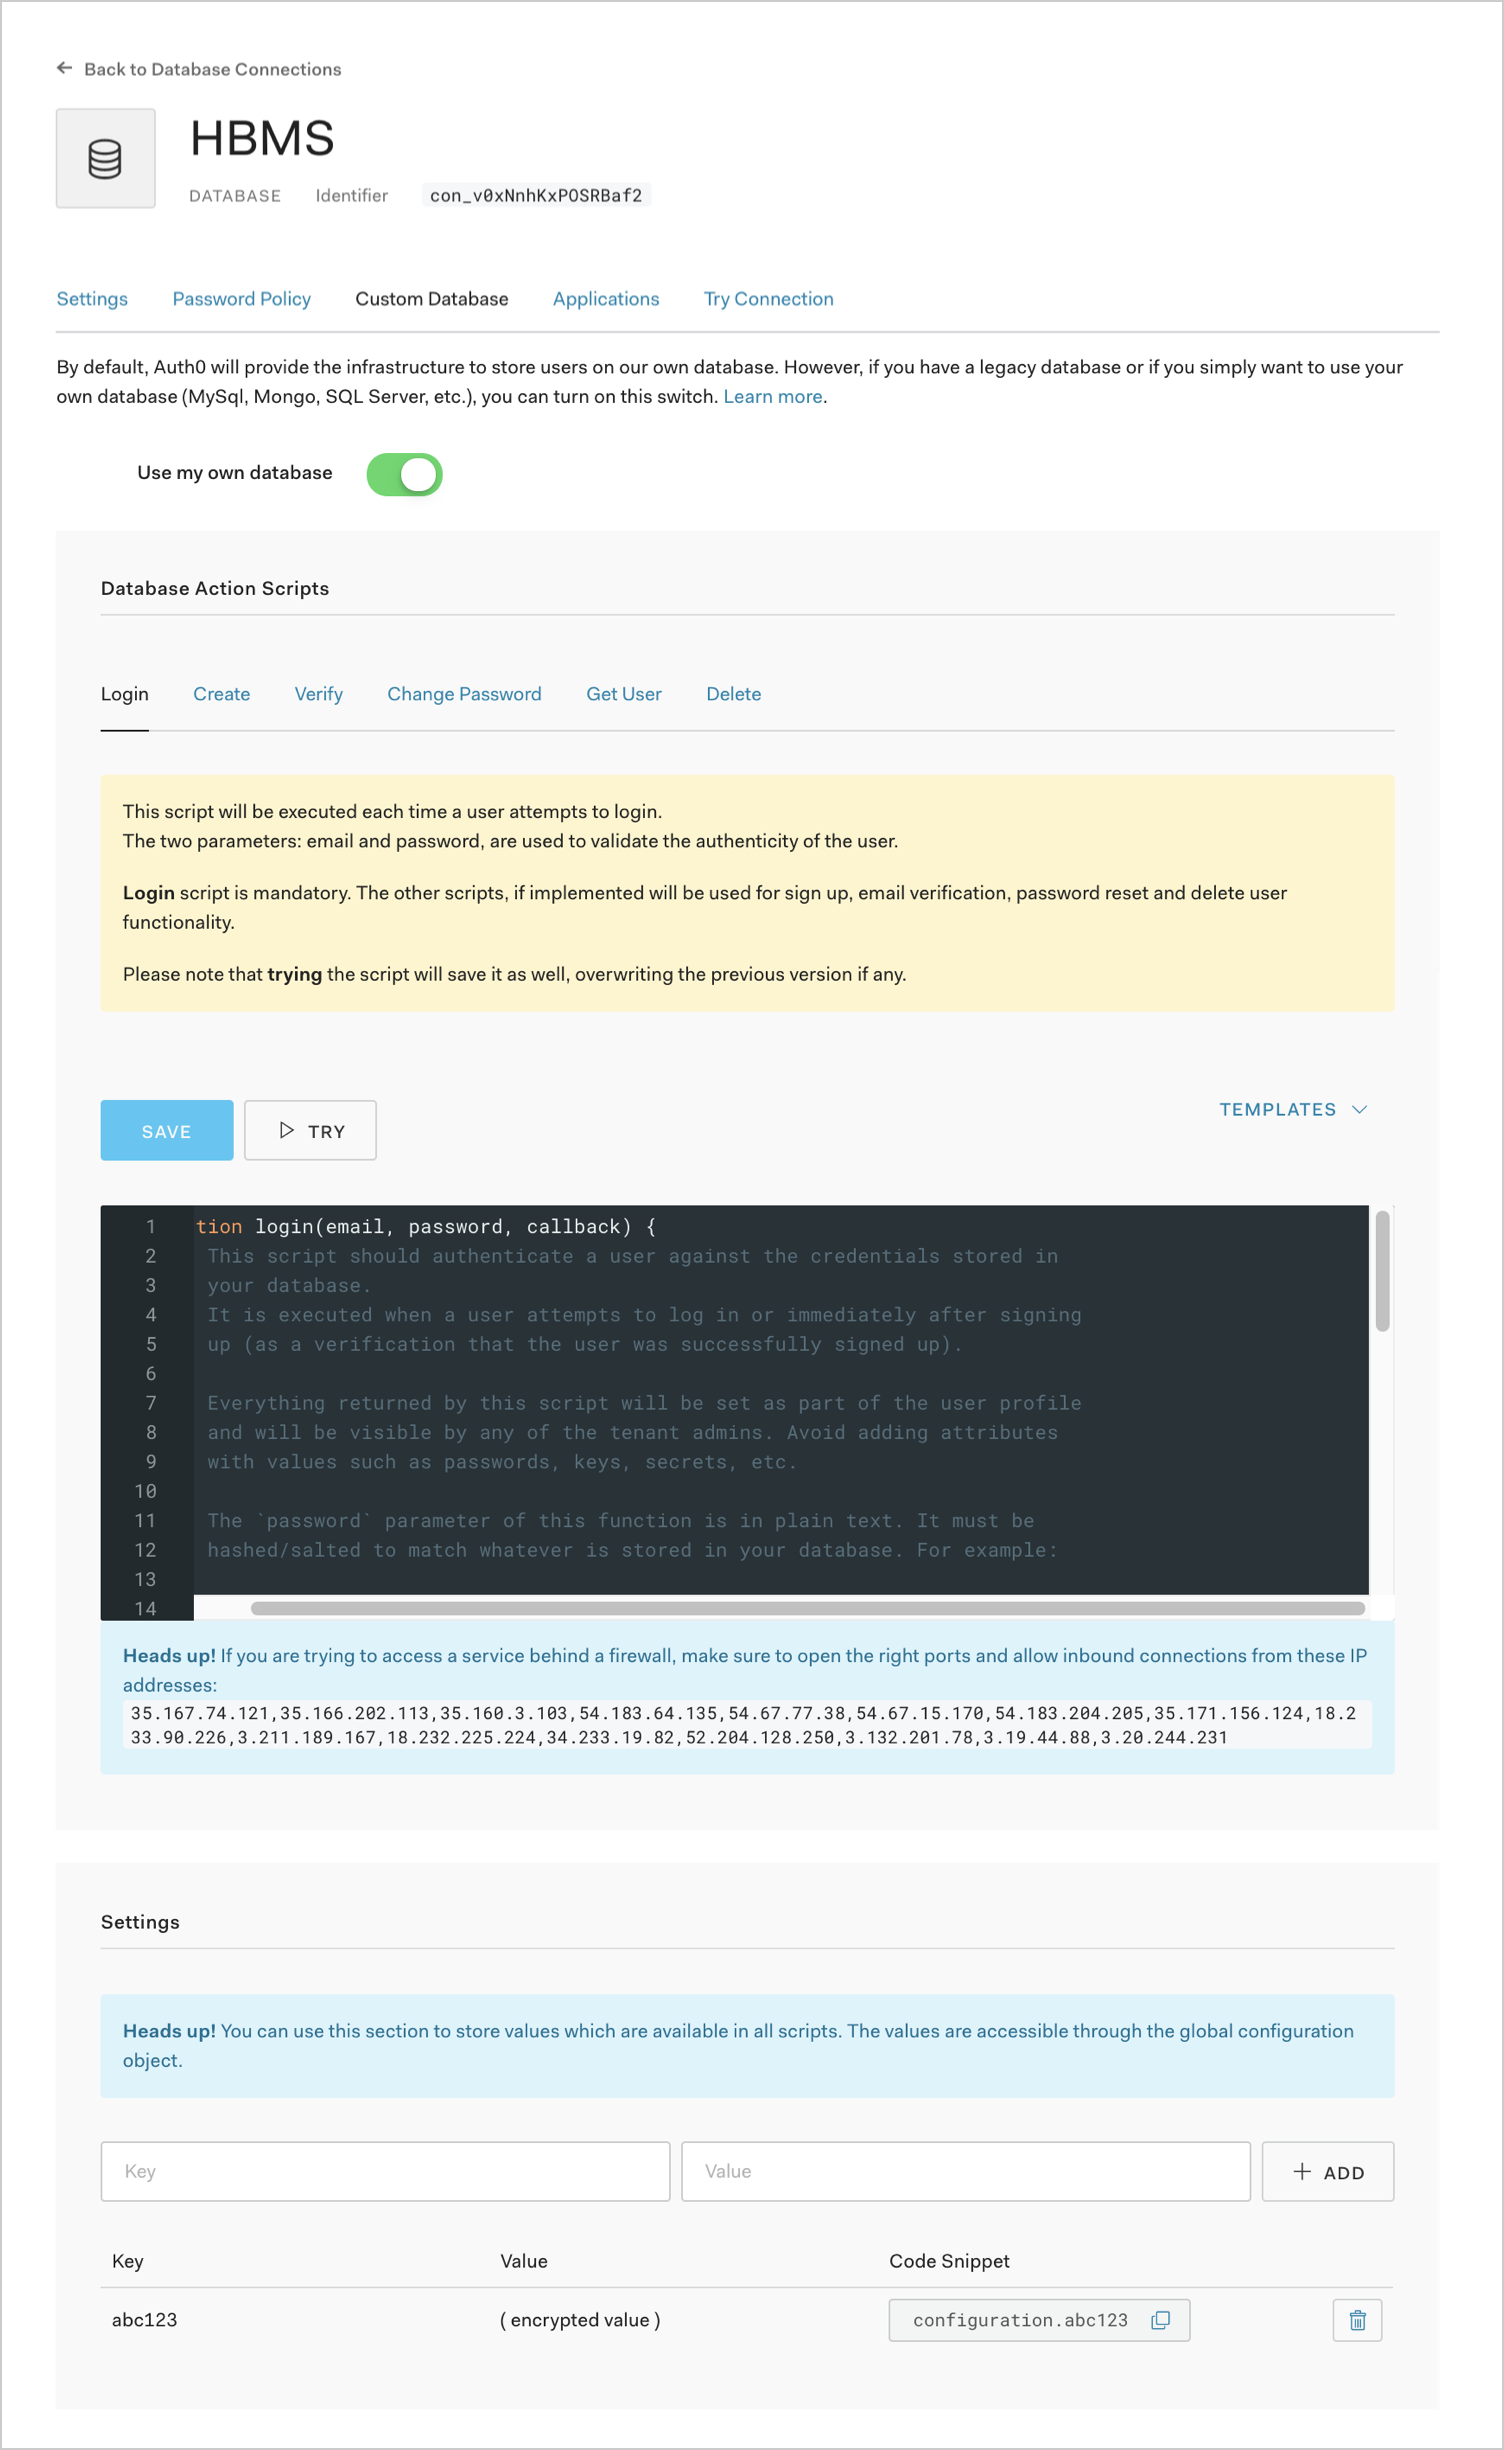 Back to Database Connections
HBMS
DATABASE Identifier con_v0xNnhKxPOSRBaf2
Settings Password Policy Custom Database Applications Try Connection
By default, Auth0 will provide the infrastructure to store users on our own database. However, if you have a legacy database or if you simply want to use your
own database (MySql, Mongo, SQL Server, etc.), you can turn on this switch. Learn more.
Use my own database
Database Action Scripts
Login Create Verify Change Password Get User Delete
This script will be executed each time a user attempts to login.
The two parameters: email and password, are used to validate the authenticity of the user.
Login script is mandatory. The other scripts, if implemented will be used for sign up, email verification, password reset and delete user
functionality.
Please note that trying the script will save it as well, overwriting the previous version if any.
SAVE TRY TEMPLATES
1 tion login(email, password, callback) {
2 This script should authenticate a user against the credentials stored in
3 your database.
4 It is executed when a user attempts to log in or immediately after signing
5 up (as a verification that the user was successfully signed up).
6
7 Everything returned by this script will be set as part of the user profile
8 and will be visible by any of the tenant admins. Avoid adding attributes
9 with values such as passwords, keys, secrets, etc.
10
11 The `password` parameter of this function is in plain text. It must be
12 hashed/salted to match whatever is stored in your database. For example:
13
14
Heads up! If you are trying to access a service behind a firewall, make sure to open the right ports and allow inbound connections from these IP
addresses:
35.167.74.121,35.166.202.113,35.160.3.103,54.183.64.135,54.67.77.38,54.67.15.170,54.183.204.205,35.171.156.124,18.2
33.90.226,3.211.189.167,18.232.225.224,34.233.19.82,52.204.128.250,3.132.201.78,3.19.44.88,3.20.244.231
Settings
Heads up! You can use this section to store values which are available in all scripts. The values are accessible through the global configuration
object.
Key Value ADD
Key Value Code Snippet
abc123 ( encrypted value ) configuration.abc123